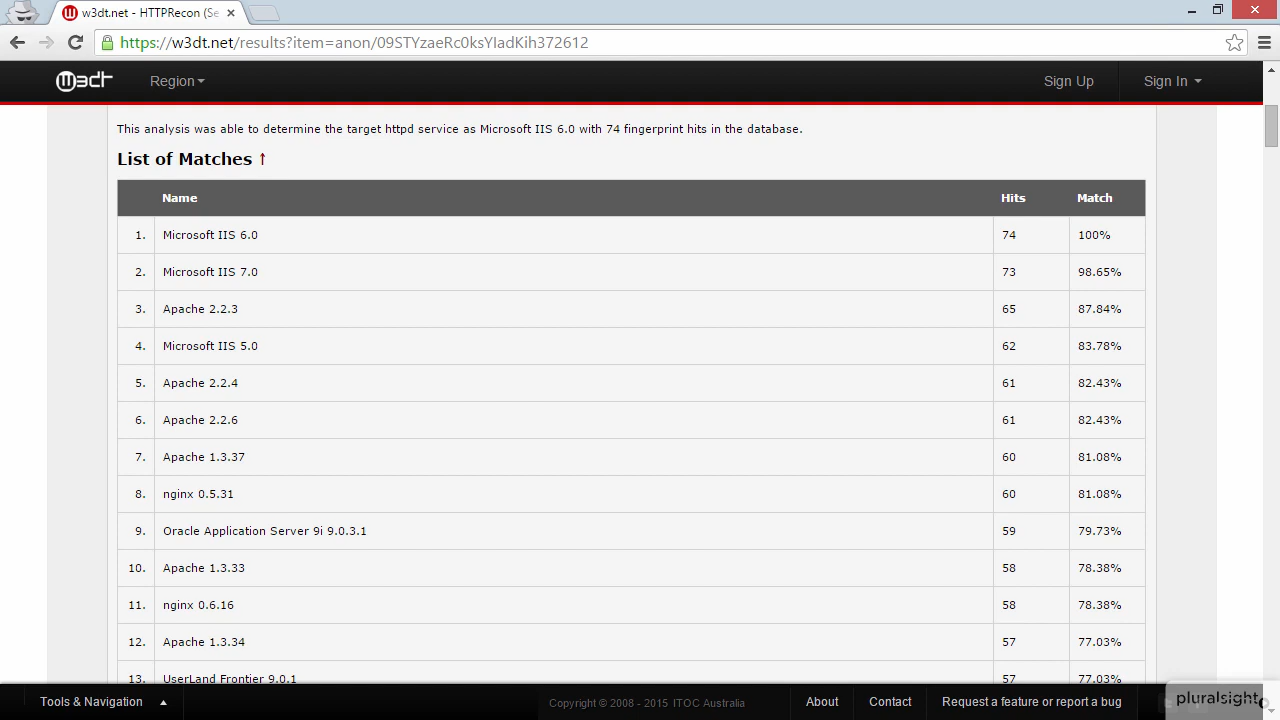 w3dt.net - HTTPRecon (Se
https://w3dt.net/results?item=anon/09STYzaeRc0ksYIadKih372612
w3dt Region Sign Up Sign In
This analysis was able to determine the target httpd service as Microsoft IIS 6.0 with 74 fingerprint hits in the database.
List of Matches ↑
Name Hits Match
1. Microsoft IIS 6.0 74 100%
2. Microsoft IIS 7.0 73 98.65%
3. Apache 2.2.3 65 87.84%
4. Microsoft IIS 5.0 62 83.78%
5. Apache 2.2.4 61 82.43%
6. Apache 2.2.6 61 82.43%
7. Apache 1.3.37 60 81.08%
8. nginx 0.5.31 60 81.08%
9. Oracle Application Server 9i 9.0.3.1 59 79.73%
10. Apache 1.3.33 58 78.38%
11. nginx 0.6.16 58 78.38%
12. Apache 1.3.34 57 77.03%
13. UserLand Frontier 9.0.1 57 77.03%
Tools & Navigation Copyright © 2008 - 2015 ITOC Australia About Contact Request a feature or report a bug pluralsight